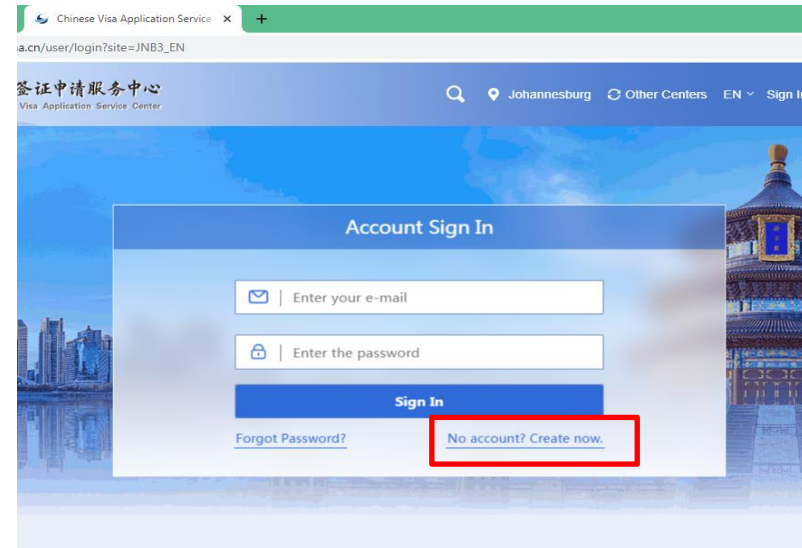 Chinese Visa Application Service
a.cn/user/login?site=JNB3_EN
签证申请服务中心
Visa Application Service Center
Johannesburg
Other Centers
EN
Sign In
Account Sign In
Enter your e-mail
Enter the password
Sign In
Forgot Password?
No account? Create now.